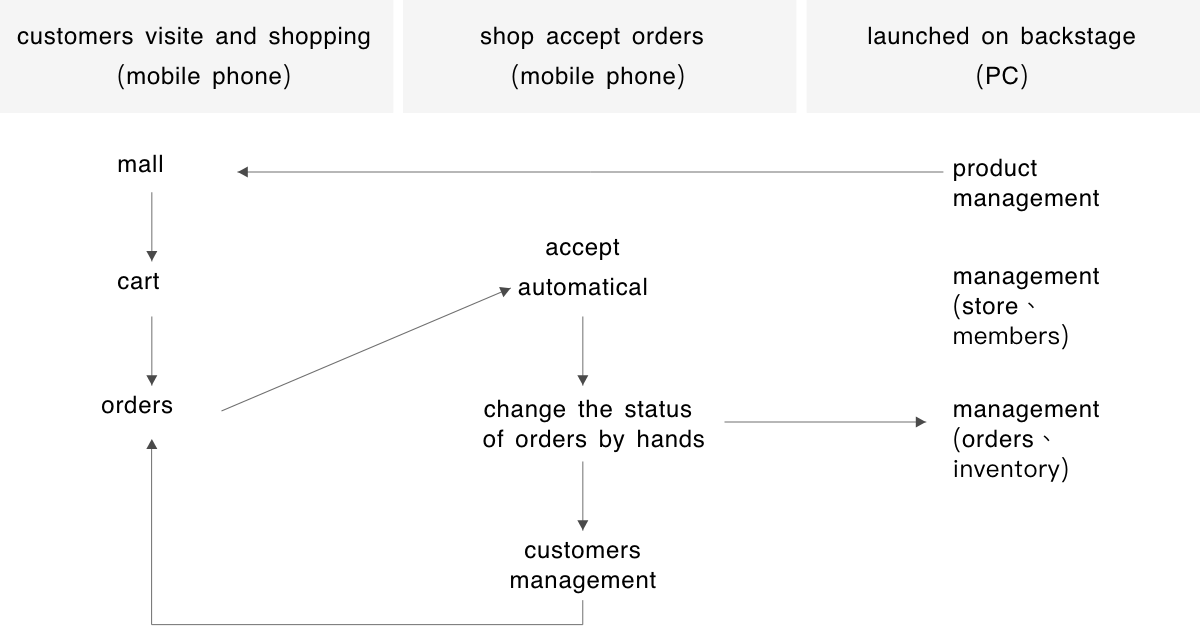 customers visite and shopping
(mobile phone)
shop accept orders
(mobile phone)
launched on backstage
(PC)
mall
cart
orders
accept
automatical
change the status
of orders by hands
customers
management
product
management
management
(store、
members)
management
(orders、
inventory)